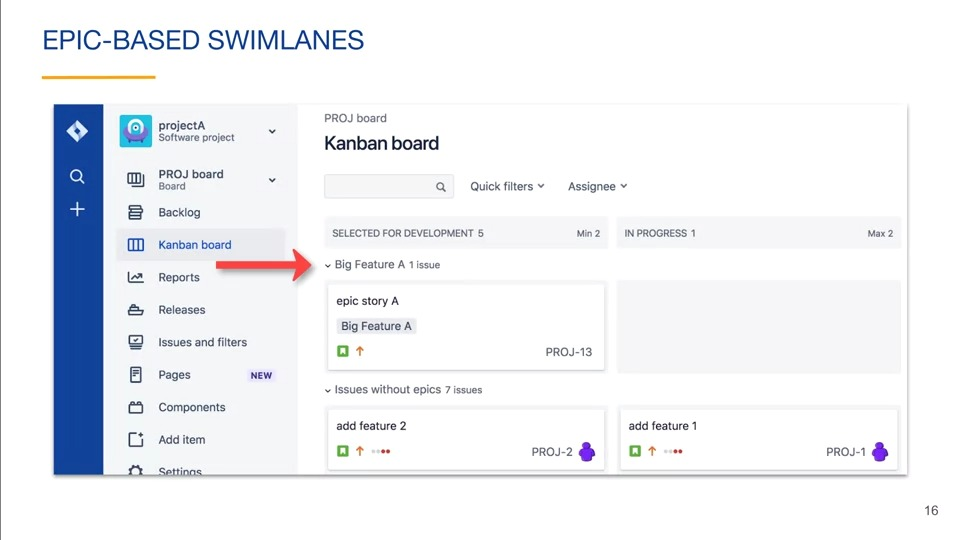 EPIC-BASED SWIMLANES
projectA
Software project
PROJ board
Board
Backlog
Kanban board
Reports
Releases
Issues and filters
Pages NEW
Components
Add item
Settings
PROJ board
Kanban board
Quick filters Assignee
SELECTED FOR DEVELOPMENT 5 Min 2 IN PROGRESS 1 Max 2
Big Feature A 1 issue
epic story A
Big Feature A
PROJ-13
Issues without epics 7 issues
add feature 2
PROJ-2
add feature 1
PROJ-1
16